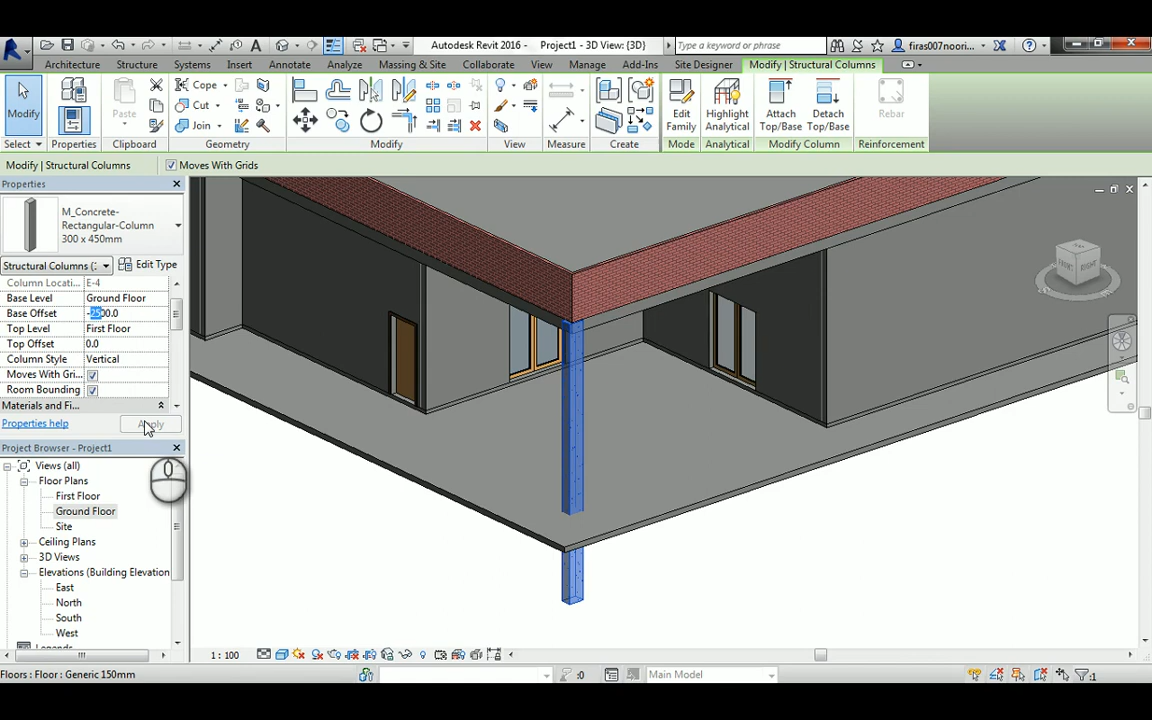 Autodesk Revit 2016 - Project1 - 3D View: {3D}
Type a keyword or phrase
firas007noori...
Architecture Structure Systems Insert Annotate Analyze Massing & Site Collaborate View Manage Add-Ins Site Designer Modify | Structural Columns
Modify
Paste
Cope
Cut
Join
Edit Family
Highlight Analytical
Attach Top/Base
Detach Top/Base
Rebar
Select Properties Clipboard Geometry Modify View Measure Create Mode Analytical Modify Column Reinforcement
Modify | Structural Columns
Moves With Grids
Properties
M_Concrete-
Rectangular-Column
300 x 450mm
Structural Columns (
Edit Type
Column Locati... E-4
Base Level Ground Floor
Base Offset -2500.0
Top Level First Floor
Top Offset 0.0
Column Style Vertical
Moves With Gri...
Room Bounding
Materials and Fi...
Properties help
Apply
Project Browser - Project1
Views (all)
Floor Plans
First Floor
Ground Floor
Site
Ceiling Plans
3D Views
Elevations (Building Elevation
East
North
South
West
TOP
FRONT
RIGHT
1 : 100
Floors : Floor : Generic 150mm
:0
Main Model
:1